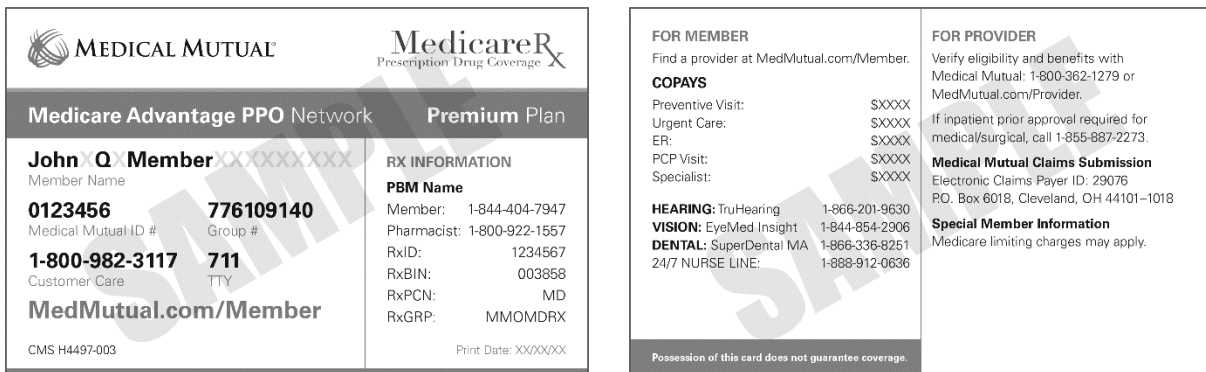 MEDICAL MUTUAL®
MedicareRx
Prescription Drug Coverage
Medicare Advantage PPO Network Premium Plan
JohnXQXMemberXXXXXXXXX
Member Name
0123456 776109140
Medical Mutual ID # Group #
1-800-982-3117 711
Customer Care TTY
MedMutual.com/Member
CMS H4497-003
RX INFORMATION
PBM Name
Member: 1-844-404-7947
Pharmacist: 1-800-922-1557
RxID: 1234567
RxBIN: 003858
RxPCN: MD
RxGRP: MMOMDRX
Print Date: XX/XX/XX
SAMPLE
FOR MEMBER
Find a provider at MedMutual.com/Member.
COPAYS
Preventive Visit: $XXXX
Urgent Care: $XXXX
ER: $XXXX
PCP Visit: $XXXX
Specialist: $XXXX
HEARING: TruHearing 1-866-201-9630
VISION: EyeMed Insight 1-844-854-2906
DENTAL: SuperDental MA 1-866-336-8251
24/7 NURSE LINE: 1-888-912-0636
Possession of this card does not guarantee coverage.
FOR PROVIDER
Verify eligibility and benefits with
Medical Mutual: 1-800-362-1279 or
MedMutual.com/Provider.
If inpatient prior approval required for
medical/surgical, call 1-855-887-2273.
Medical Mutual Claims Submission
Electronic Claims Payer ID: 29076
P.O. Box 6018, Cleveland, OH 44101–1018
Special Member Information
Medicare limiting charges may apply.
SAMPLE